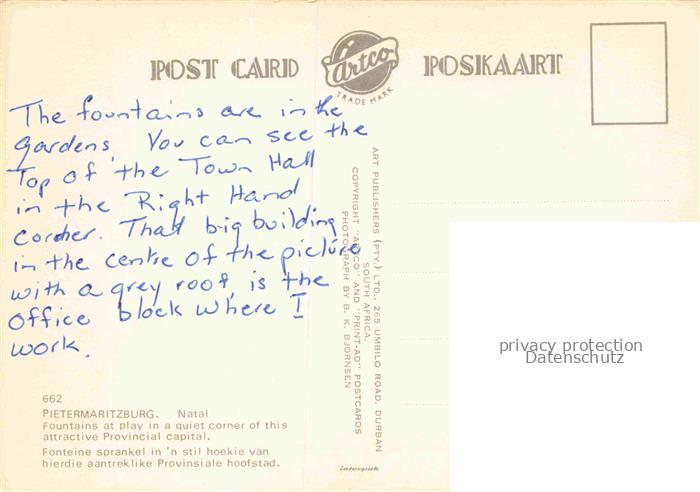 POST CARD
Artco
TRADE MARK
POSKAART
The fountains are in the
gardens. You can see the
Top of the Town Hall
in the Right Hand
corner. That big building
in the centre of the picture
with a grey roof, is the
Office block where I
work.
ART PUBLISHERS (PTY.) LTD., 265 UMBILO ROAD, DURBAN
SOUTH AFRICA.
COPYRIGHT "ARTCO" AND "PRINT-AD" POSTCARDS
PHOTOGRAPH BY B. K. BJORNSEN
privacy protection
Datenschutz
662
PIETERMARITZBURG. Natal
Fountains at play in a quiet corner of this
attractive Provincial capital.
Fonteine sprankel in 'n stil hoekie van
hierdie aantreklike Provinsiale hoofstad.
interpak